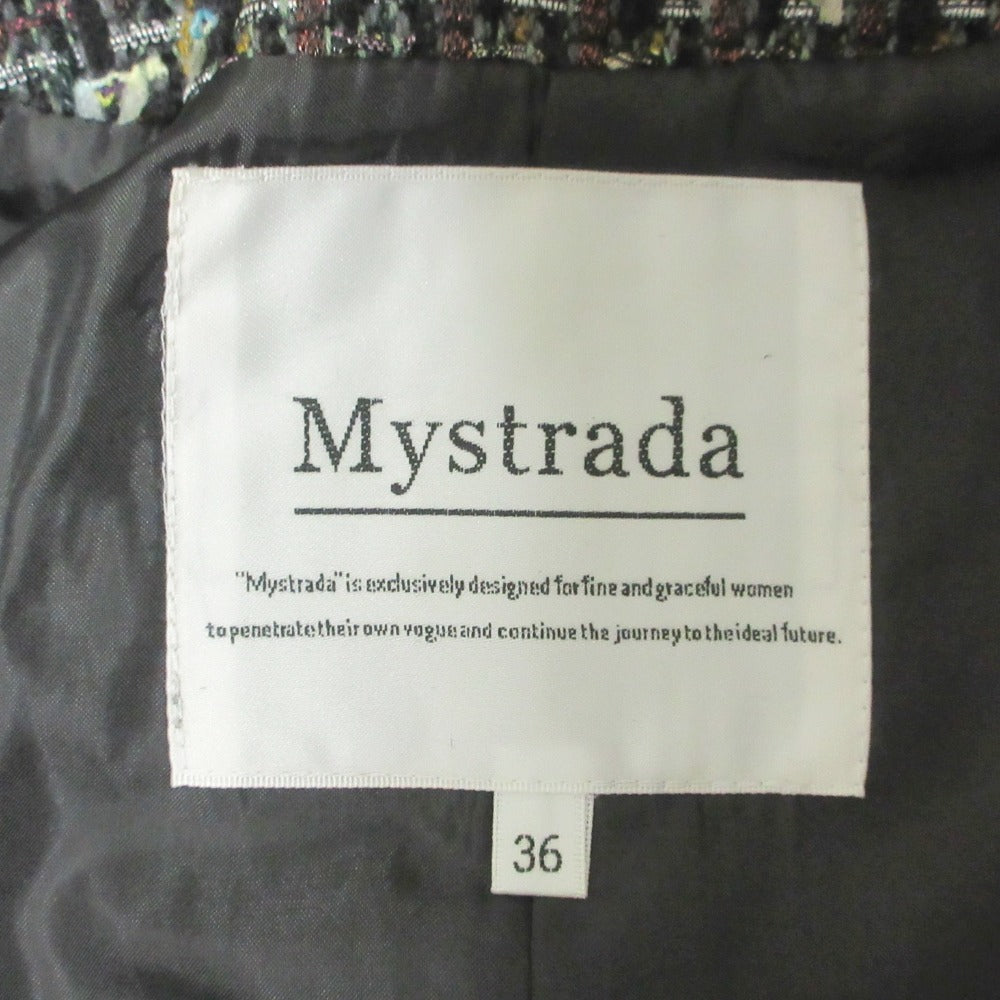 Mystrada
"Mystrada" is exclusively designed for fine and graceful women
to penetrate their own vogue and continue the journey to the ideal future.
36